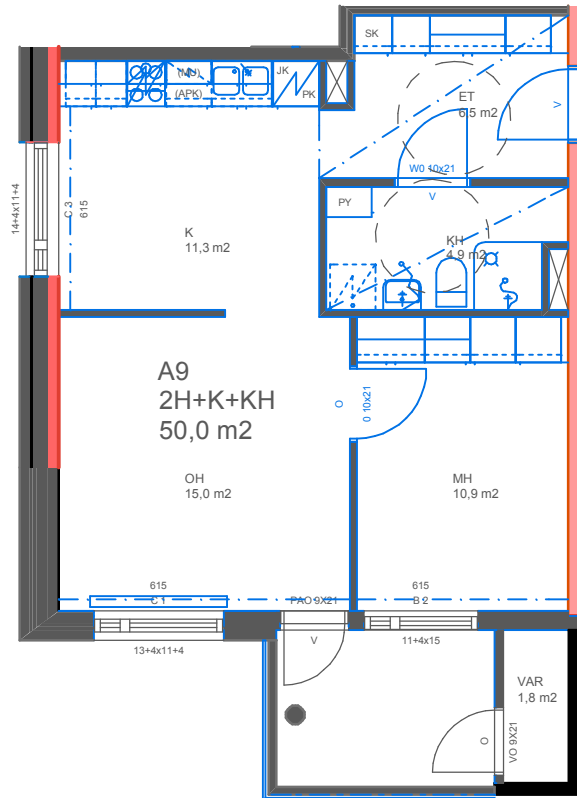 SK
(MU)
JK
(APK)
PK
ET
6,5 m2
V
W0 10x21
V
PY
14+4x11+4
C 3
615
K
11,3 m2
KH
4,9 m2
A9
2H+K+KH
50,0 m2
O
0 10x21
OH
15,0 m2
MH
10,9 m2
615
C 1
PAO 9X21
615
B 2
13+4x11+4
V
11+4x15
VAR
1,8 m2
O
VO 9X21